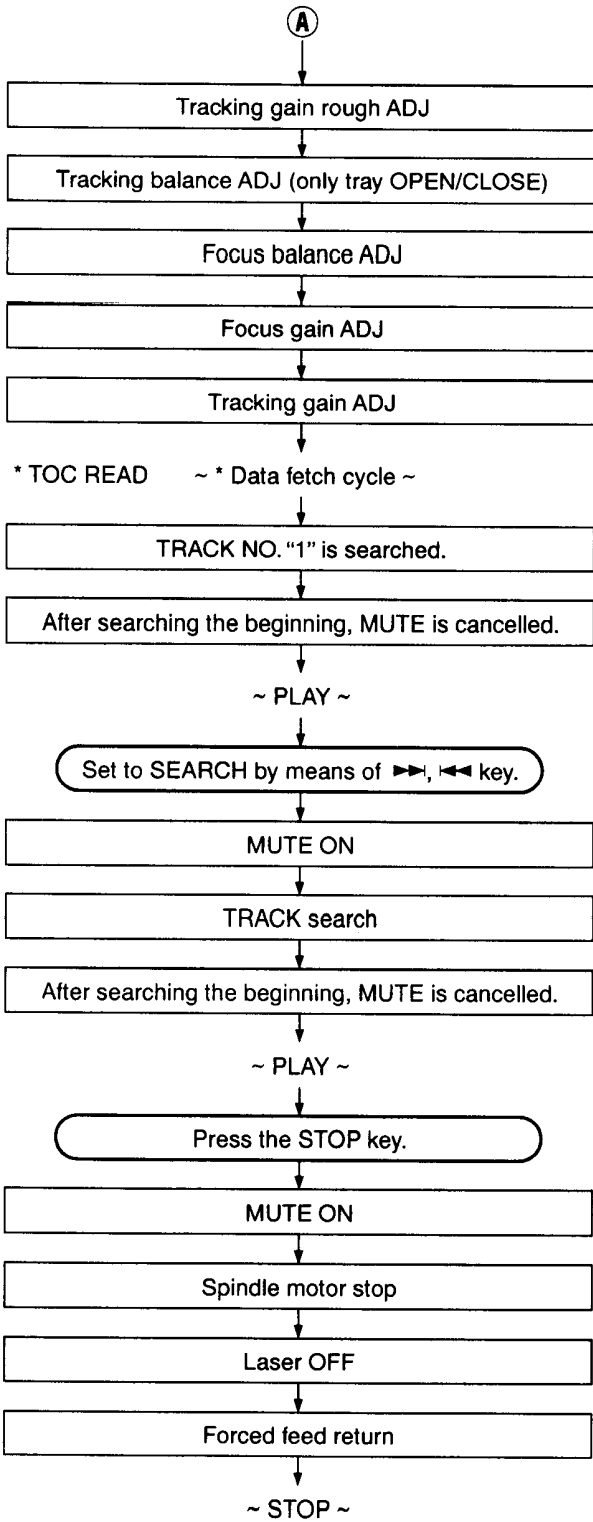 A
Tracking gain rough ADJ
Tracking balance ADJ (only tray OPEN/CLOSE)
Focus balance ADJ
Focus gain ADJ
Tracking gain ADJ
* TOC READ ~ * Data fetch cycle ~
TRACK NO. “1” is searched.
After searching the beginning, MUTE is cancelled.
~ PLAY ~
Set to SEARCH by means of ▶▶|, |◀◀ key.
MUTE ON
TRACK search
After searching the beginning, MUTE is cancelled.
~ PLAY ~
Press the STOP key.
MUTE ON
Spindle motor stop
Laser OFF
Forced feed return
~ STOP ~